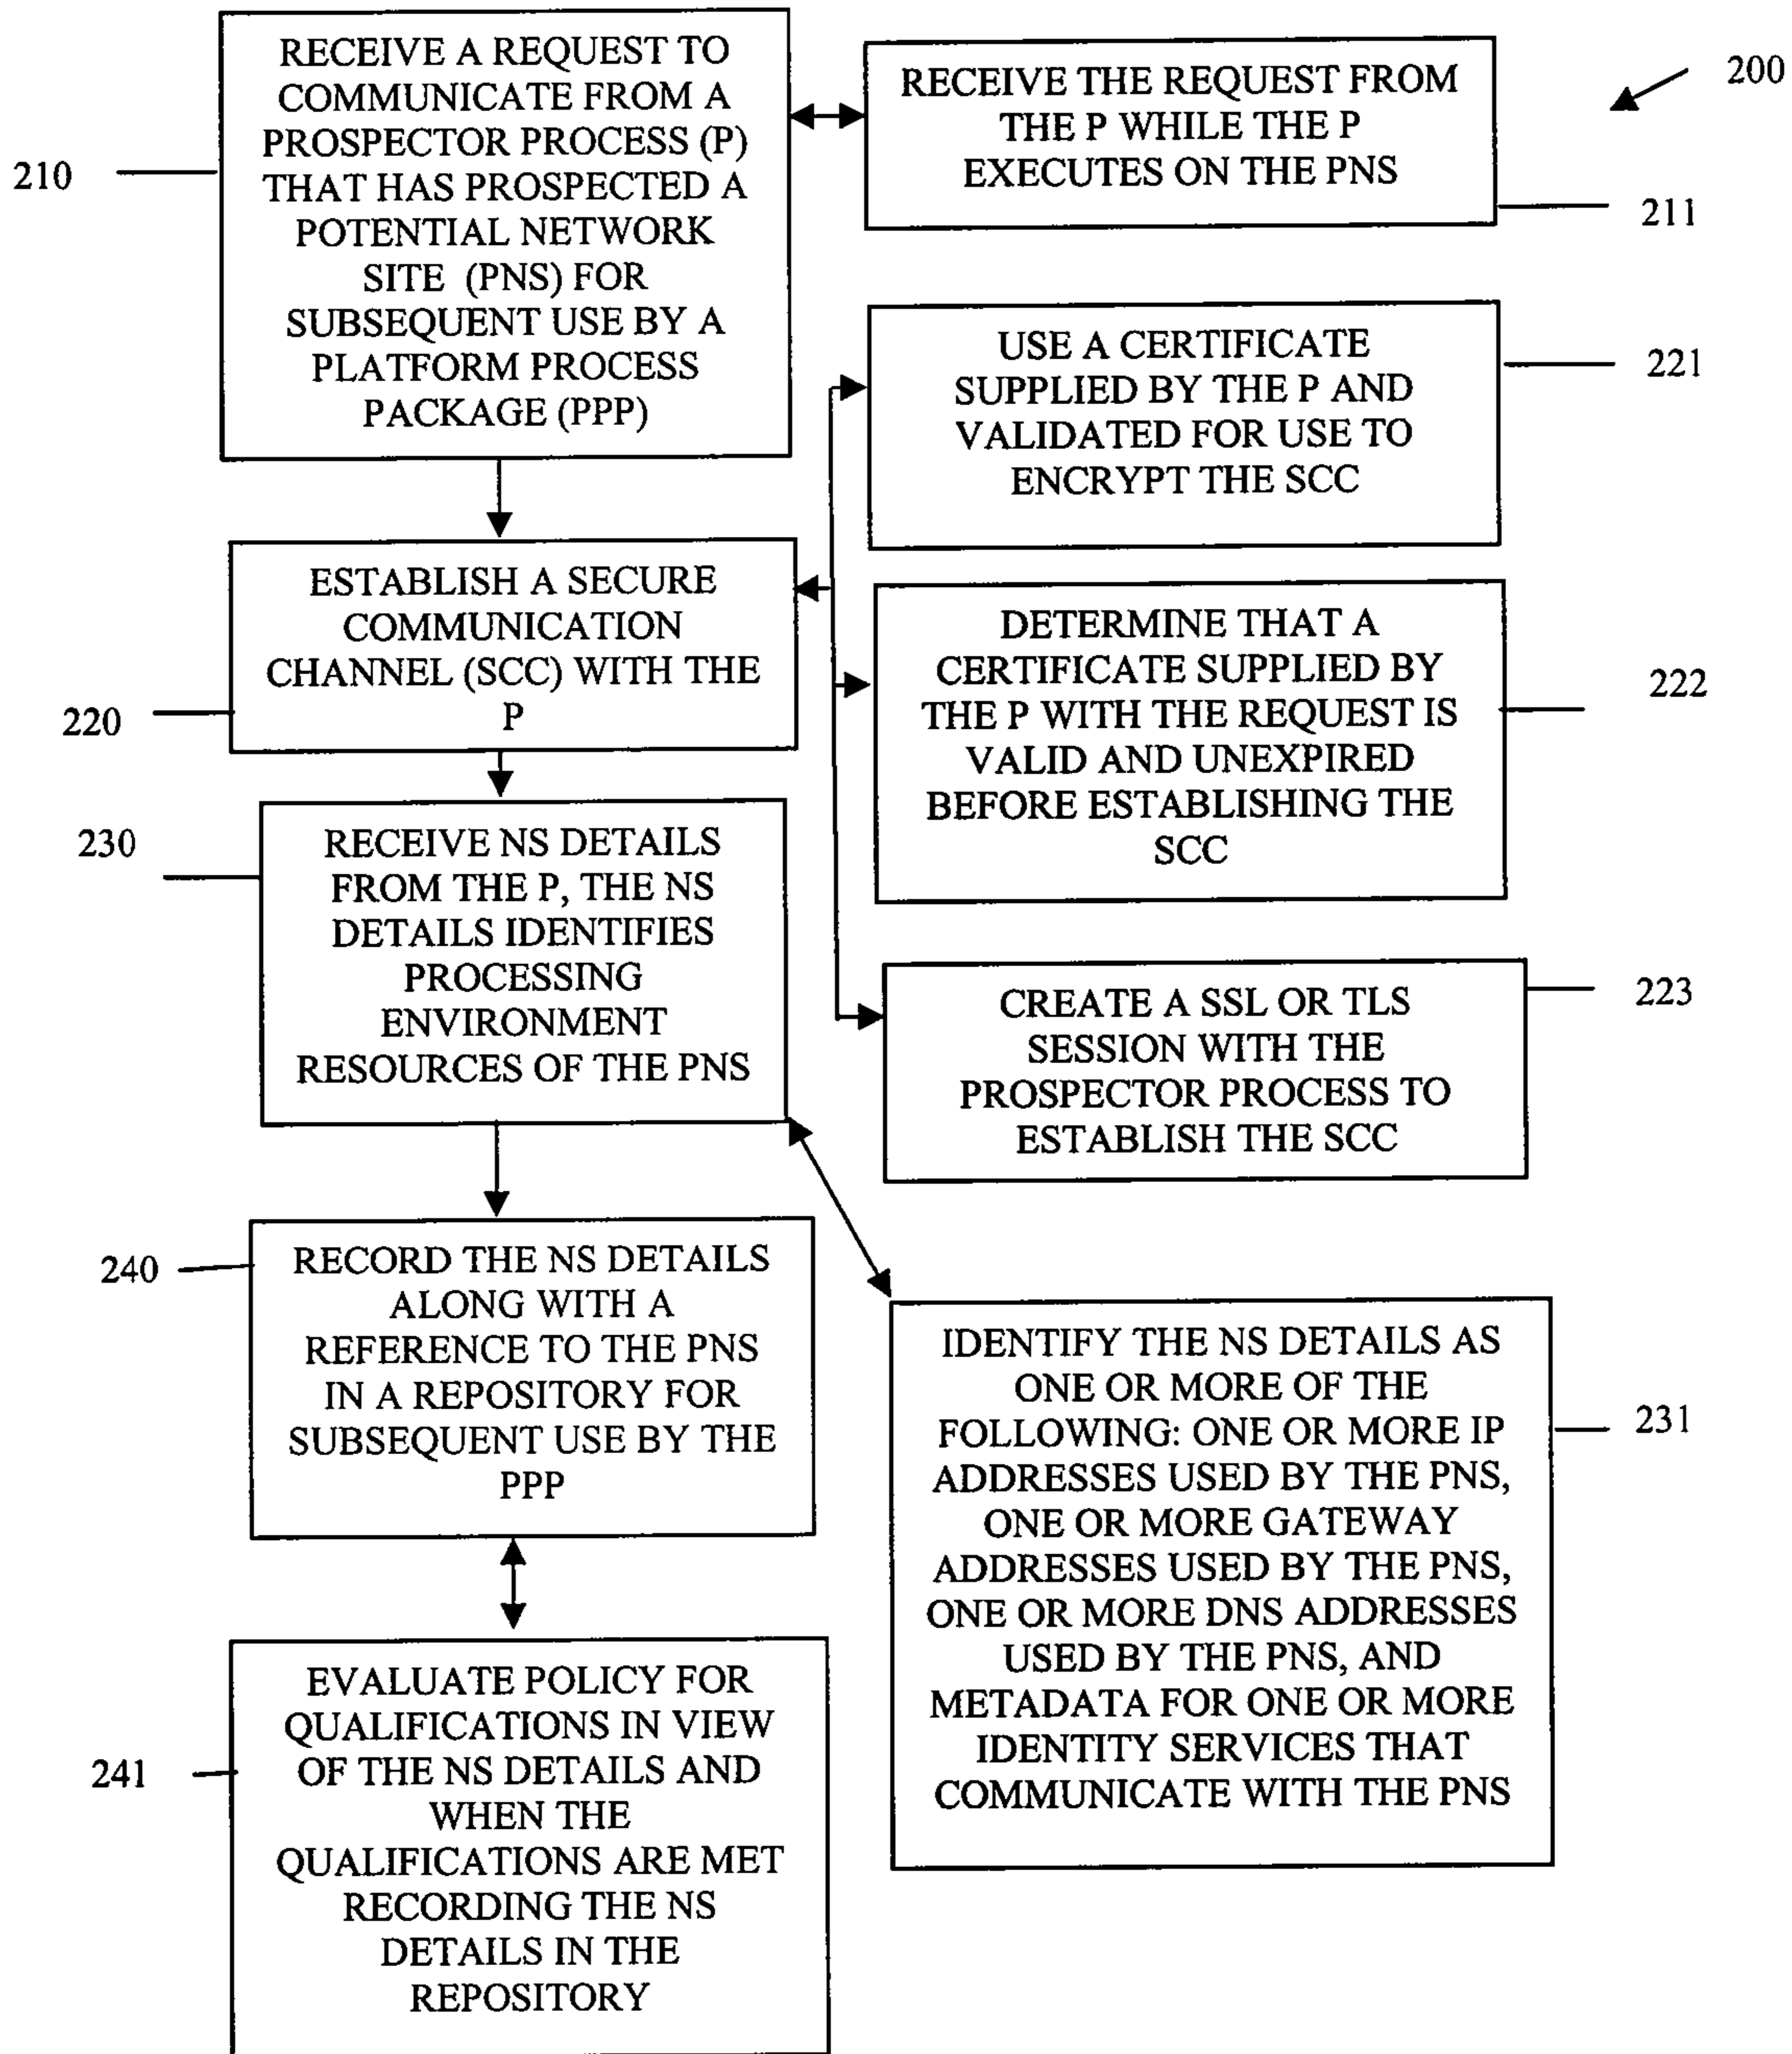 RECEIVE A REQUEST TO
COMMUNICATE FROM A
PROSPECTOR PROCESS (P)
THAT HAS PROSPECTED A
POTENTIAL NETWORK
SITE (PNS) FOR
SUBSEQUENT USE BY A
PLATFORM PROCESS
PACKAGE (PPP)
210
RECEIVE THE REQUEST FROM
THE P WHILE THE P
EXECUTES ON THE PNS
200
211
USE A CERTIFICATE
SUPPLIED BY THE P AND
VALIDATED FOR USE TO
ENCRYPT THE SCC
221
ESTABLISH A SECURE
COMMUNICATION
CHANNEL (SCC) WITH THE
P
220
DETERMINE THAT A
CERTIFICATE SUPPLIED BY
THE P WITH THE REQUEST IS
VALID AND UNEXPIRED
BEFORE ESTABLISHING THE
SCC
222
230
RECEIVE NS DETAILS
FROM THE P, THE NS
DETAILS IDENTIFIES
PROCESSING
ENVIRONMENT
RESOURCES OF THE PNS
CREATE A SSL OR TLS
SESSION WITH THE
PROSPECTOR PROCESS TO
ESTABLISH THE SCC
223
240
RECORD THE NS DETAILS
ALONG WITH A
REFERENCE TO THE PNS
IN A REPOSITORY FOR
SUBSEQUENT USE BY THE
PPP
IDENTIFY THE NS DETAILS AS
ONE OR MORE OF THE
FOLLOWING: ONE OR MORE IP
ADDRESSES USED BY THE PNS,
ONE OR MORE GATEWAY
ADDRESSES USED BY THE PNS,
ONE OR MORE DNS ADDRESSES
USED BY THE PNS, AND
METADATA FOR ONE OR MORE
IDENTITY SERVICES THAT
COMMUNICATE WITH THE PNS
231
EVALUATE POLICY FOR
QUALIFICATIONS IN VIEW
OF THE NS DETAILS AND
WHEN THE
QUALIFICATIONS ARE MET
RECORDING THE NS
DETAILS IN THE
REPOSITORY
241